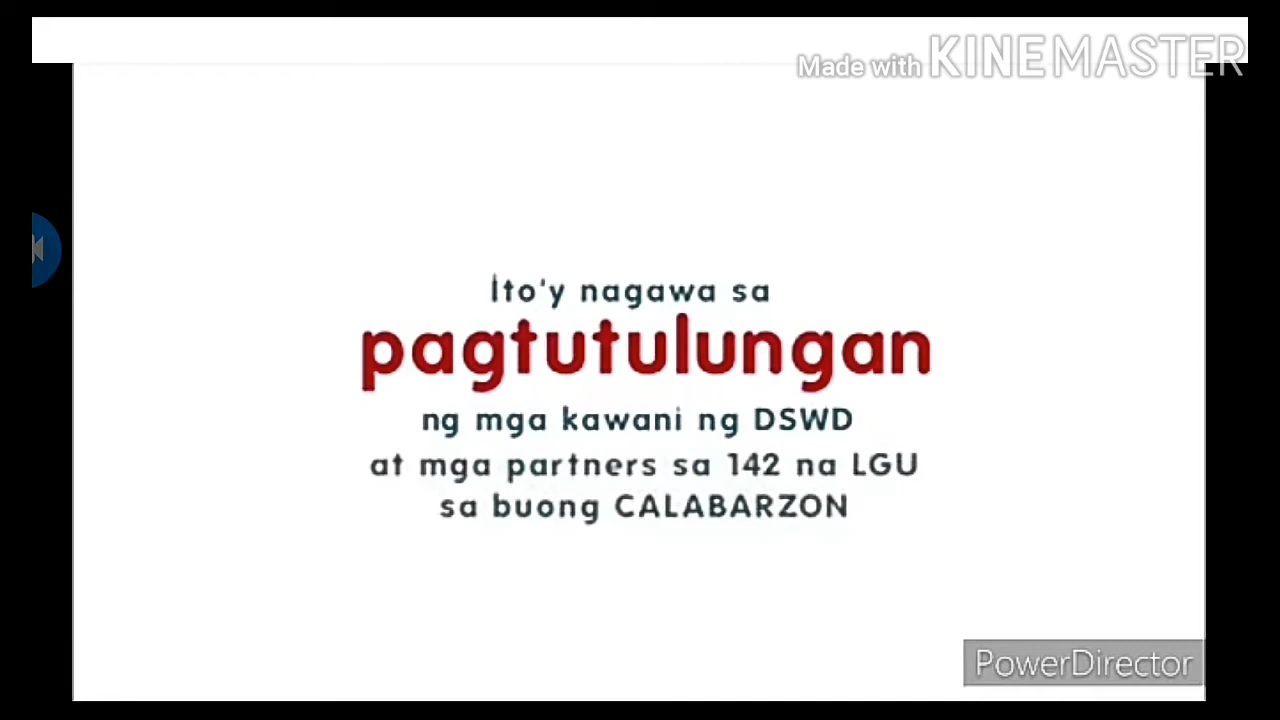 Made with KINEMASTER
Ito'y nagawa sa
pagtutulungan
ng mga kawani ng DSWD
at mga partners sa 142 na LGU
sa buong CALABARZON
PowerDirector